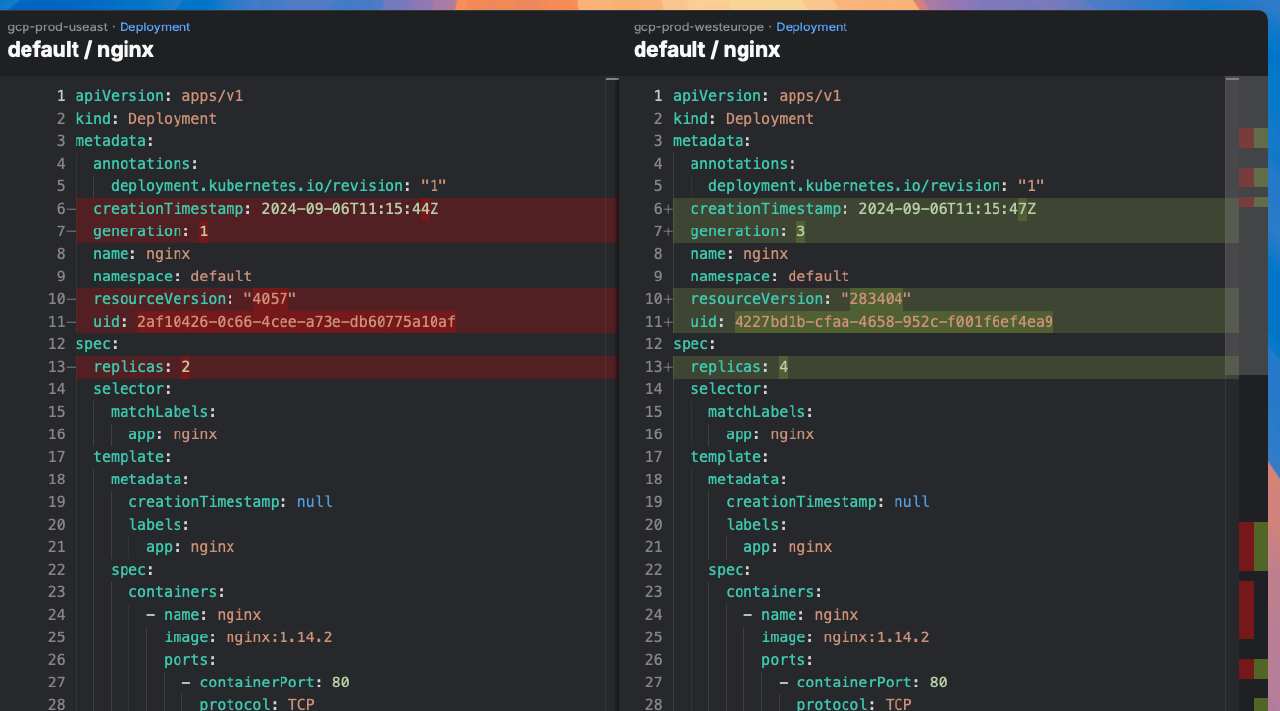 gcp-prod-useast · Deployment
default / nginx
1 apiVersion: apps/v1
2 kind: Deployment
3 metadata:
4 annotations:
5 deployment.kubernetes.io/revision: "1"
6− creationTimestamp: 2024-09-06T11:15:44Z
7− generation: 1
8 name: nginx
9 namespace: default
10− resourceVersion: "4057"
11− uid: 2af10426-0c66-4cee-a73e-db60775a10af
12 spec:
13− replicas: 2
14 selector:
15 matchLabels:
16 app: nginx
17 template:
18 metadata:
19 creationTimestamp: null
20 labels:
21 app: nginx
22 spec:
23 containers:
24 - name: nginx
25 image: nginx:1.14.2
26 ports:
27 - containerPort: 80
28 protocol: TCP
gcp-prod-westeurope · Deployment
default / nginx
1 apiVersion: apps/v1
2 kind: Deployment
3 metadata:
4 annotations:
5 deployment.kubernetes.io/revision: "1"
6+ creationTimestamp: 2024-09-06T11:15:47Z
7+ generation: 3
8 name: nginx
9 namespace: default
10+ resourceVersion: "283404"
11+ uid: 4227bd1b-cfaa-4658-952c-f001f6ef4ea9
12 spec:
13+ replicas: 4
14 selector:
15 matchLabels:
16 app: nginx
17 template:
18 metadata:
19 creationTimestamp: null
20 labels:
21 app: nginx
22 spec:
23 containers:
24 - name: nginx
25 image: nginx:1.14.2
26 ports:
27 - containerPort: 80
28 protocol: TCP